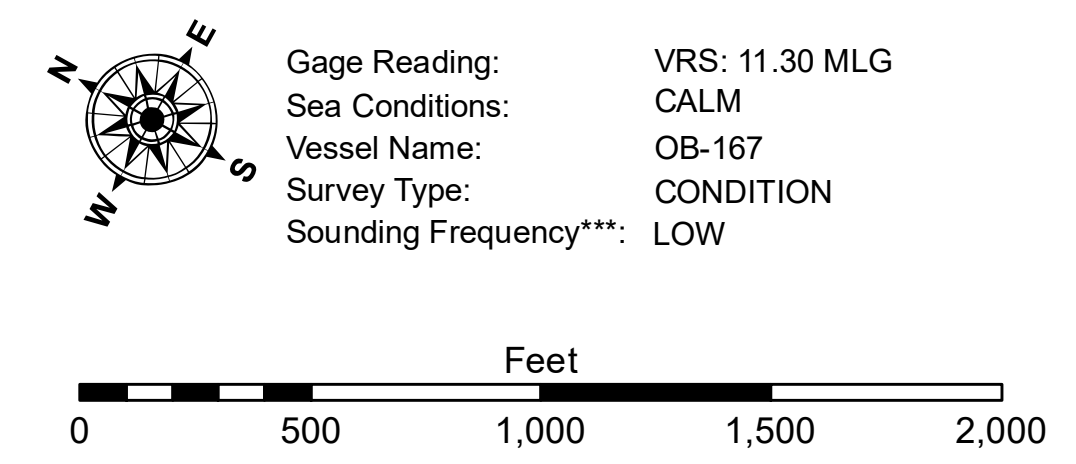 N
E
S
W
Gage Reading: VRS: 11.30 MLG
Sea Conditions: CALM
Vessel Name: OB-167
Survey Type: CONDITION
Sounding Frequency***: LOW
Feet
0 500 1,000 1,500 2,000